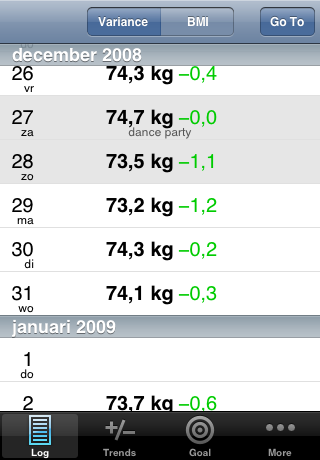 Variance BMI Go To
december 2008
26 74,3 kg −0,4
vr
27 74,7 kg −0,0
za dance party
28 73,5 kg −1,1
zo
29 73,2 kg −1,2
ma
30 74,3 kg −0,2
di
31 74,1 kg −0,3
wo
januari 2009
1
do
2 73,7 kg −0,6
Log Trends Goal More